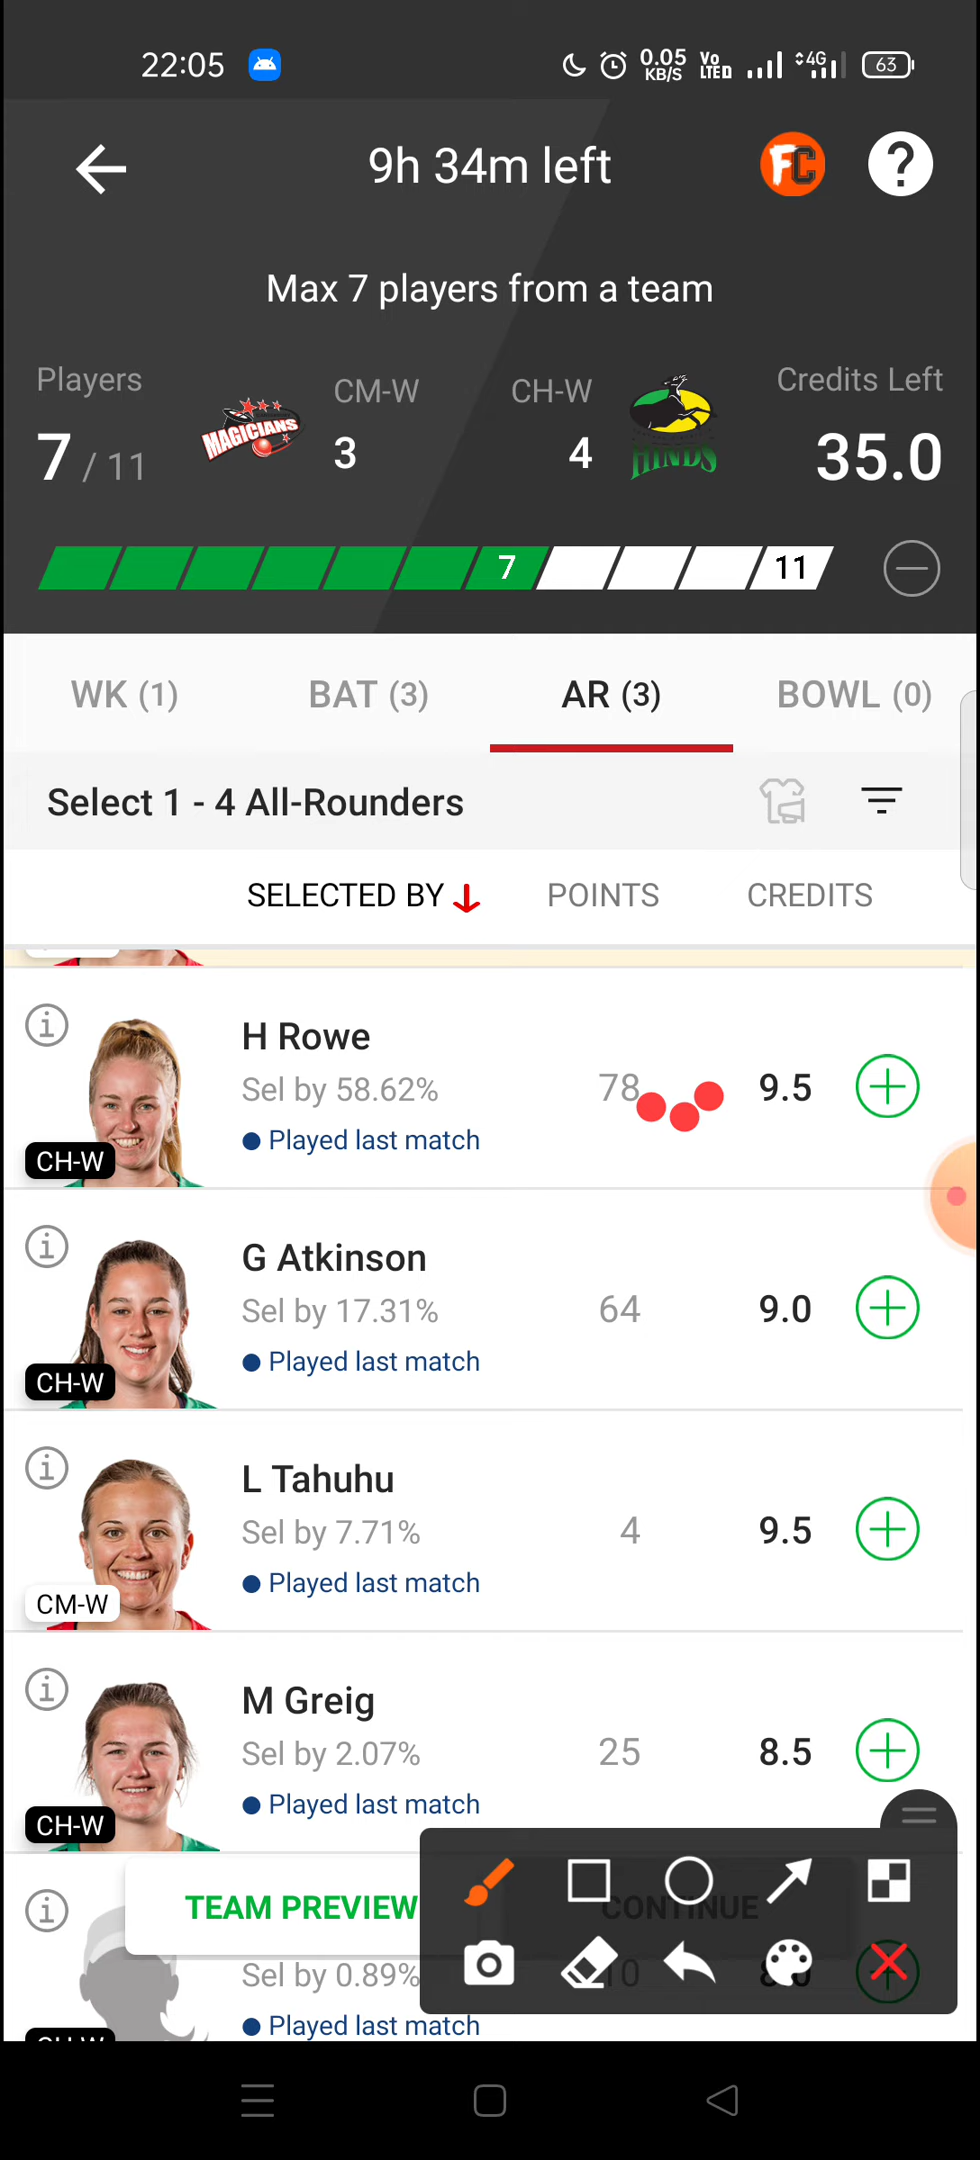 22:05
0.05 KB/S Vo LTED 4G 63
9h 34m left
FC ?
Max 7 players from a team
Players CM-W CH-W Credits Left
7 / 11 MAGICIANS 3 4 HINDS 35.0
7 11
WK (1) BAT (3) AR (3) BOWL (0)
Select 1 - 4 All-Rounders
SELECTED BY POINTS CREDITS
H Rowe
Sel by 58.62% 78 9.5
Played last match
CH-W
G Atkinson
Sel by 17.31% 64 9.0
Played last match
CH-W
L Tahuhu
Sel by 7.71% 4 9.5
Played last match
CM-W
M Greig
Sel by 2.07% 25 8.5
Played last match
CH-W
TEAM PREVIEW CONTINUE
Sel by 0.89%
Played last match